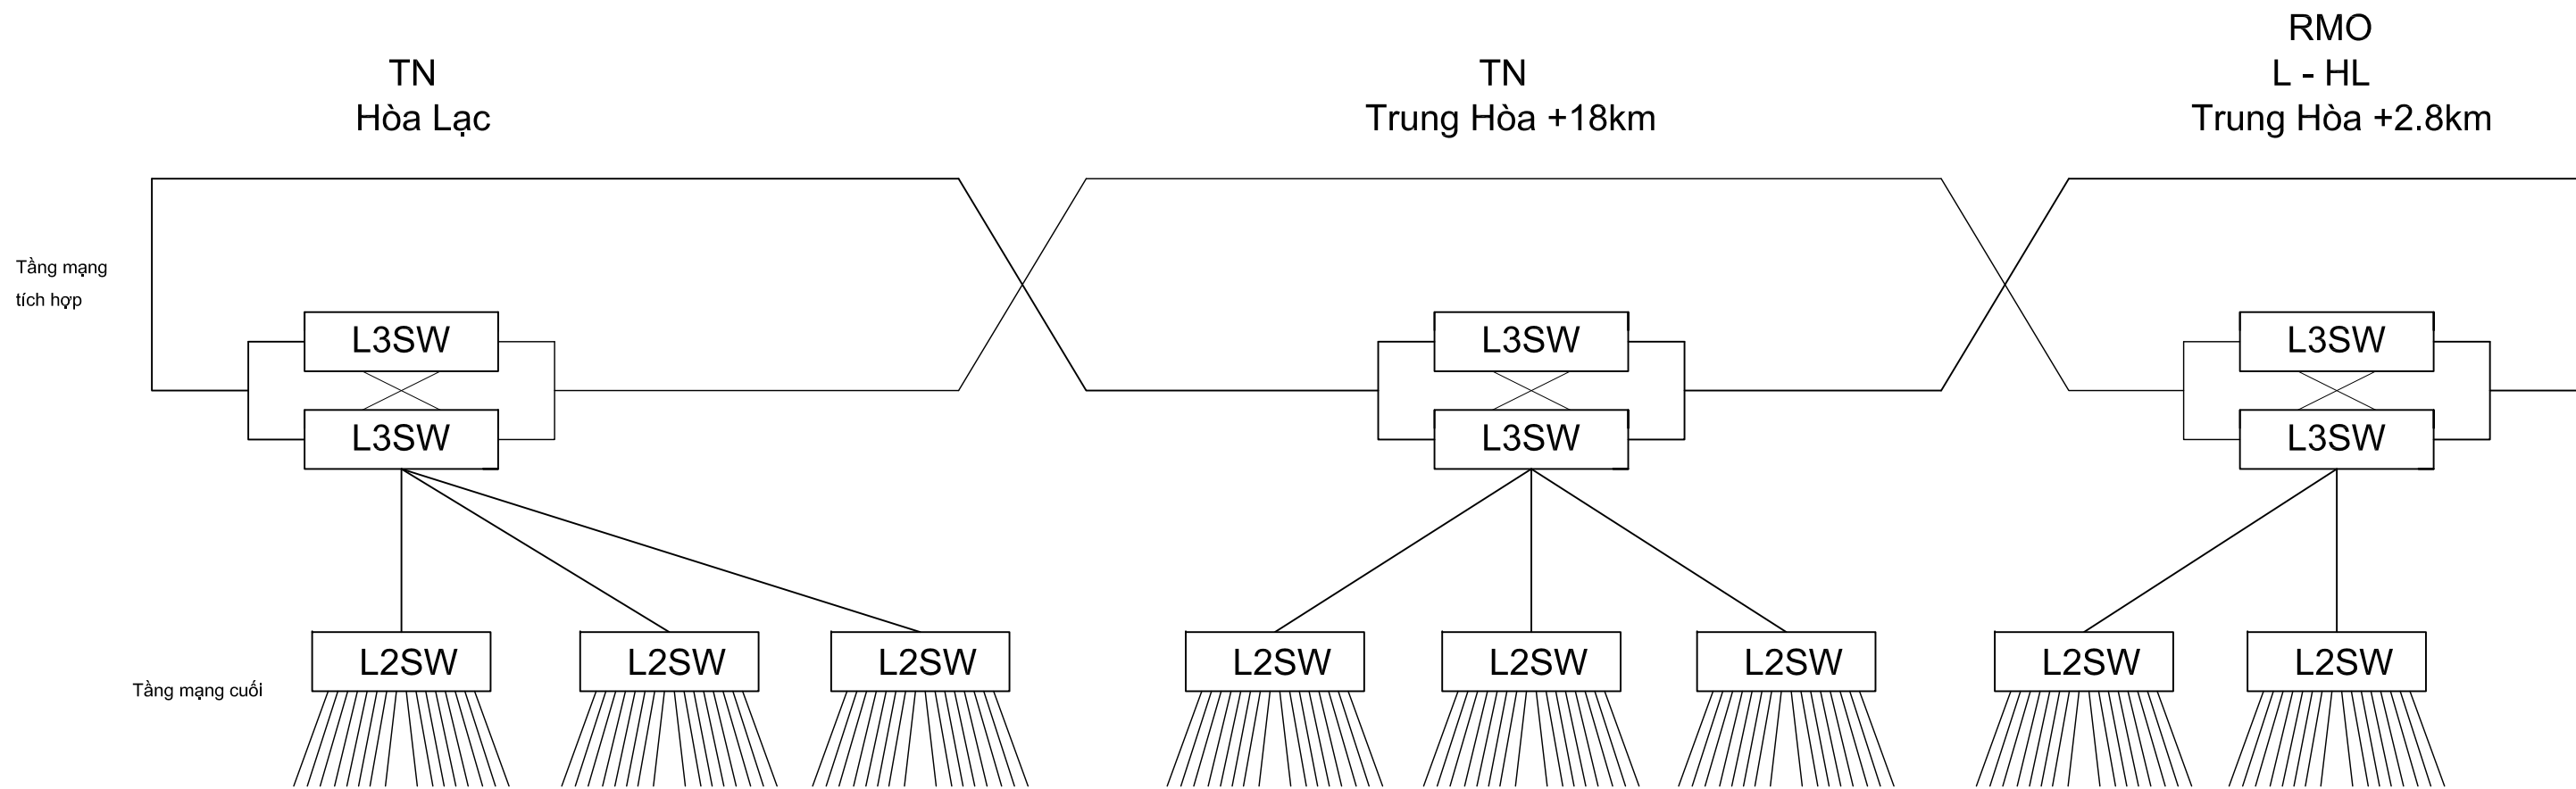 RMO
TN
TN
L - HL
Hòa Lạc
Trung Hòa +18km
Trung Hòa +2.8km
Tầng mạng
tích hợp
L3SW
L3SW
L3SW
L3SW
L3SW
L3SW
L2SW
L2SW
L2SW
L2SW
L2SW
L2SW
L2SW
L2SW
Tầng mạng cuối